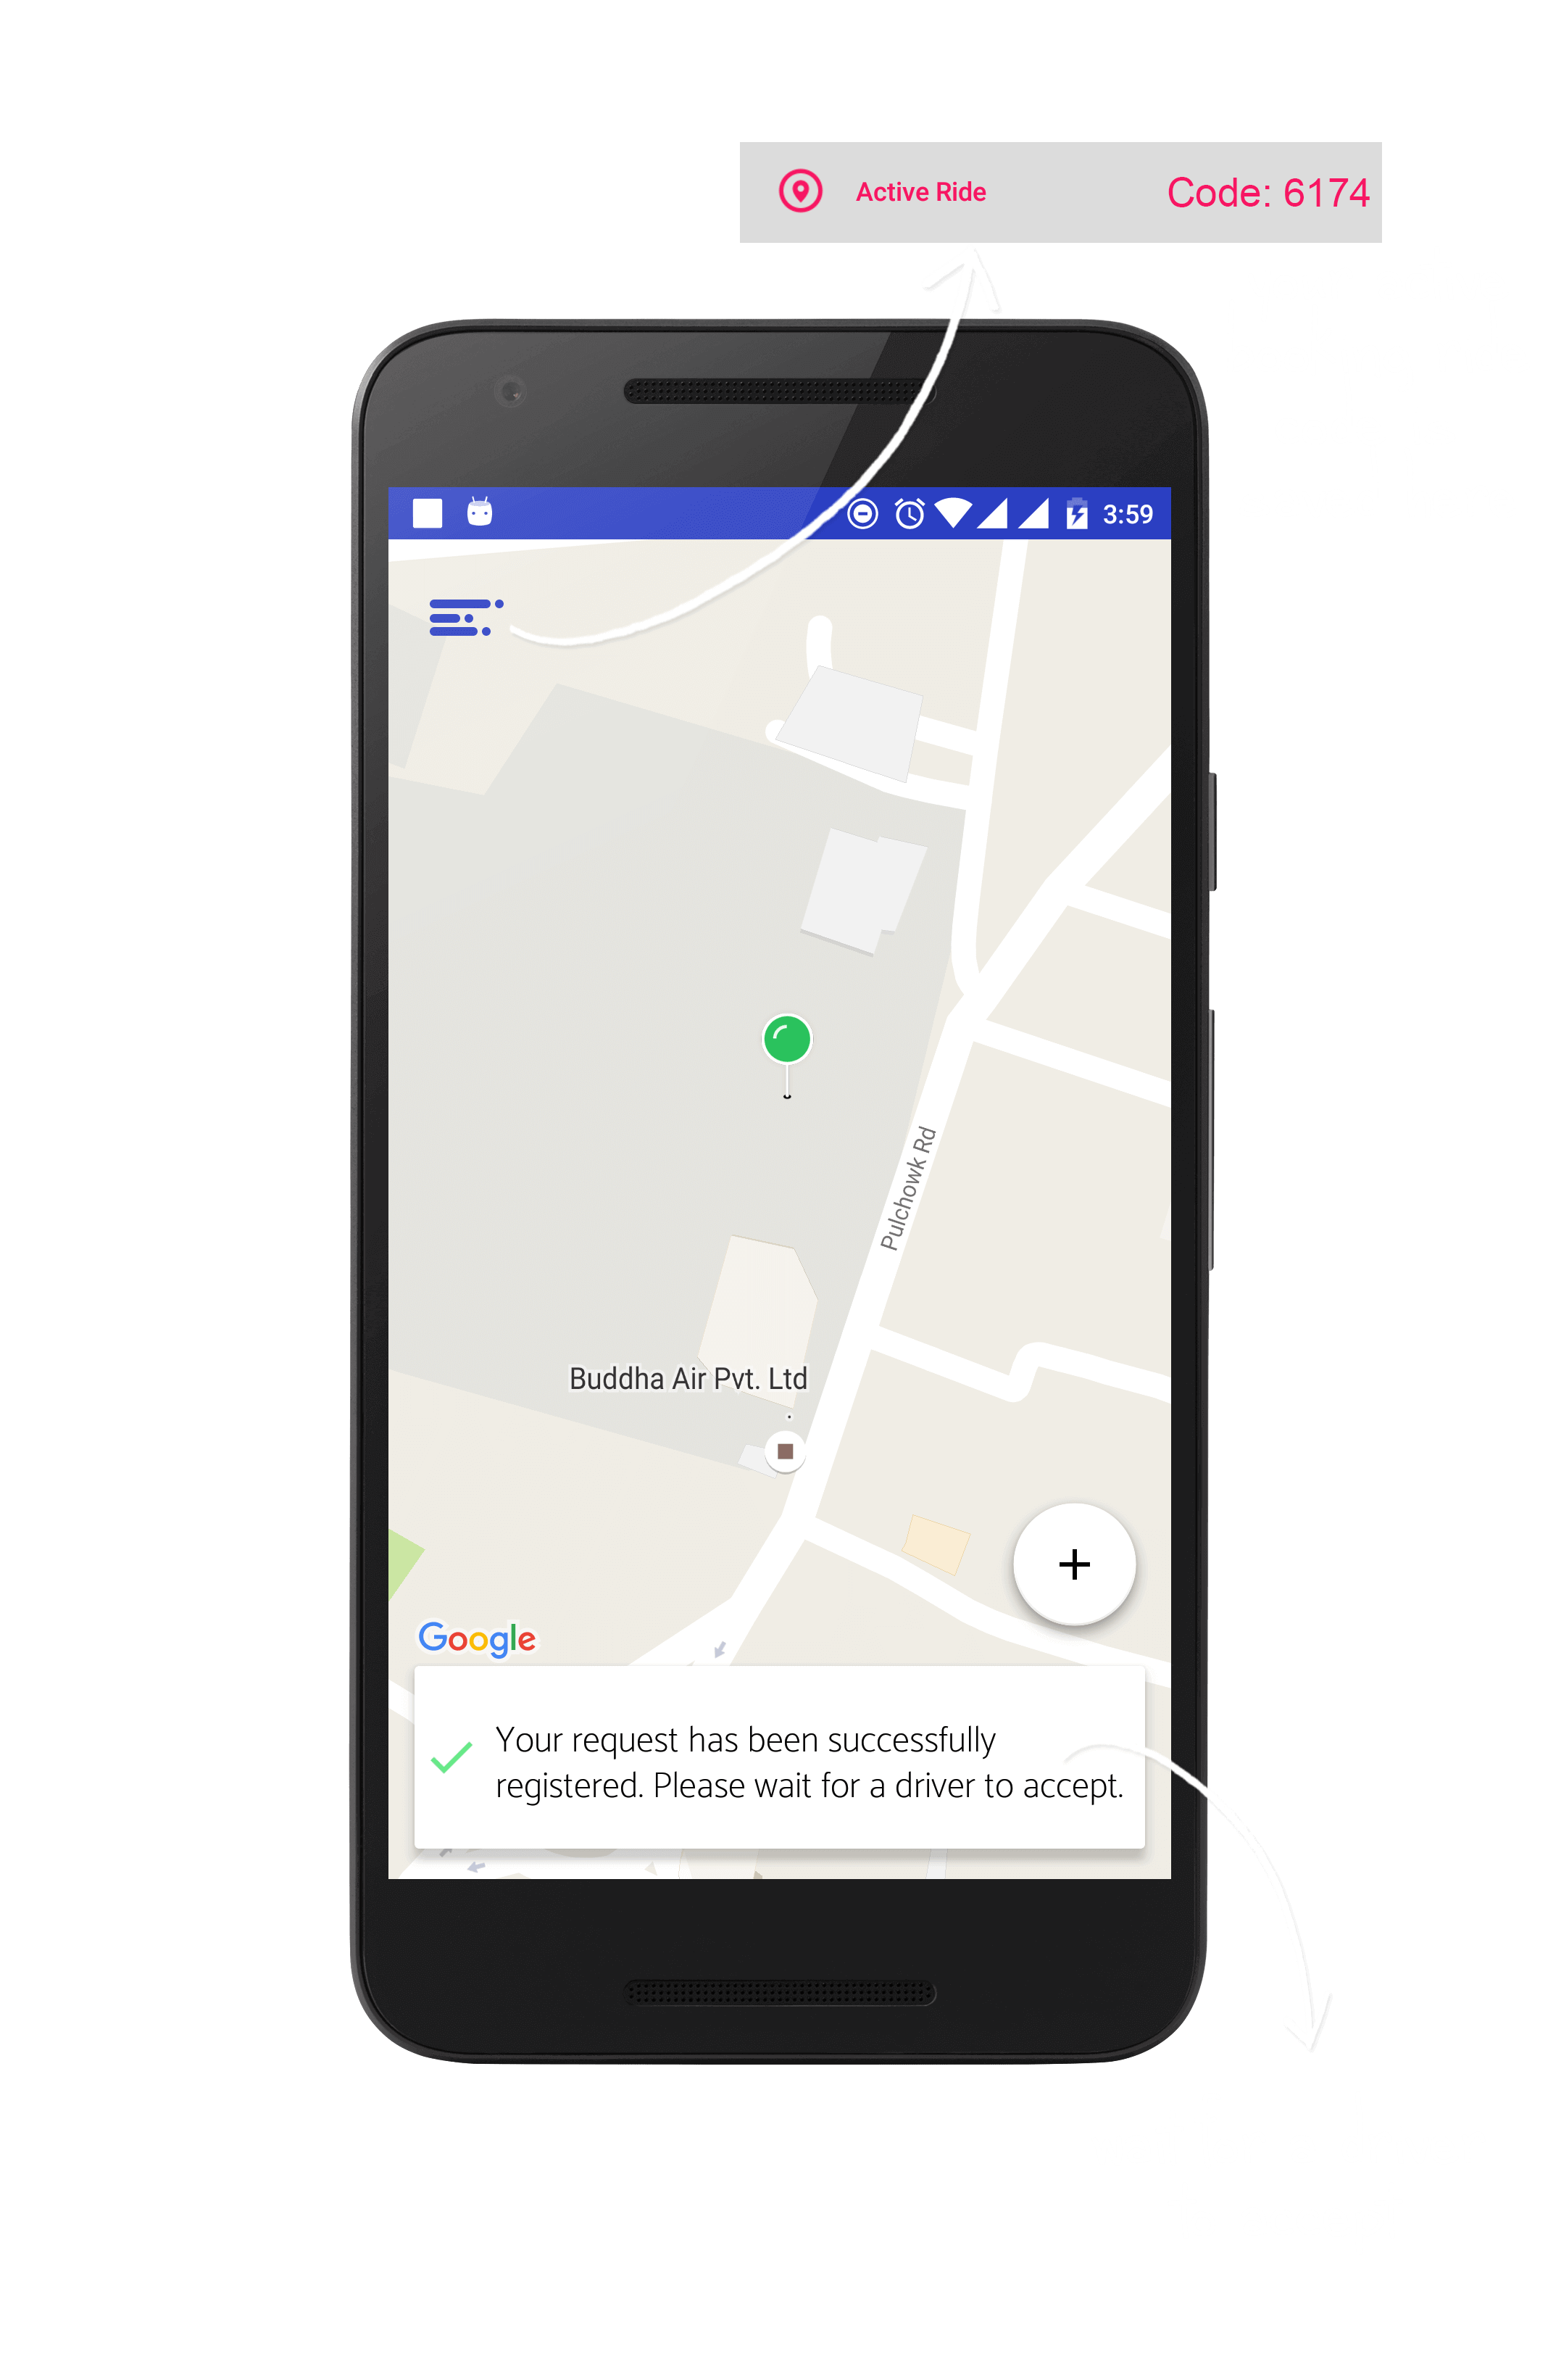 Active Ride Code: 6174
3:59
Pulchowk Rd
Buddha Air Pvt. Ltd
Google
Your request has been successfully
registered. Please wait for a driver to accept.